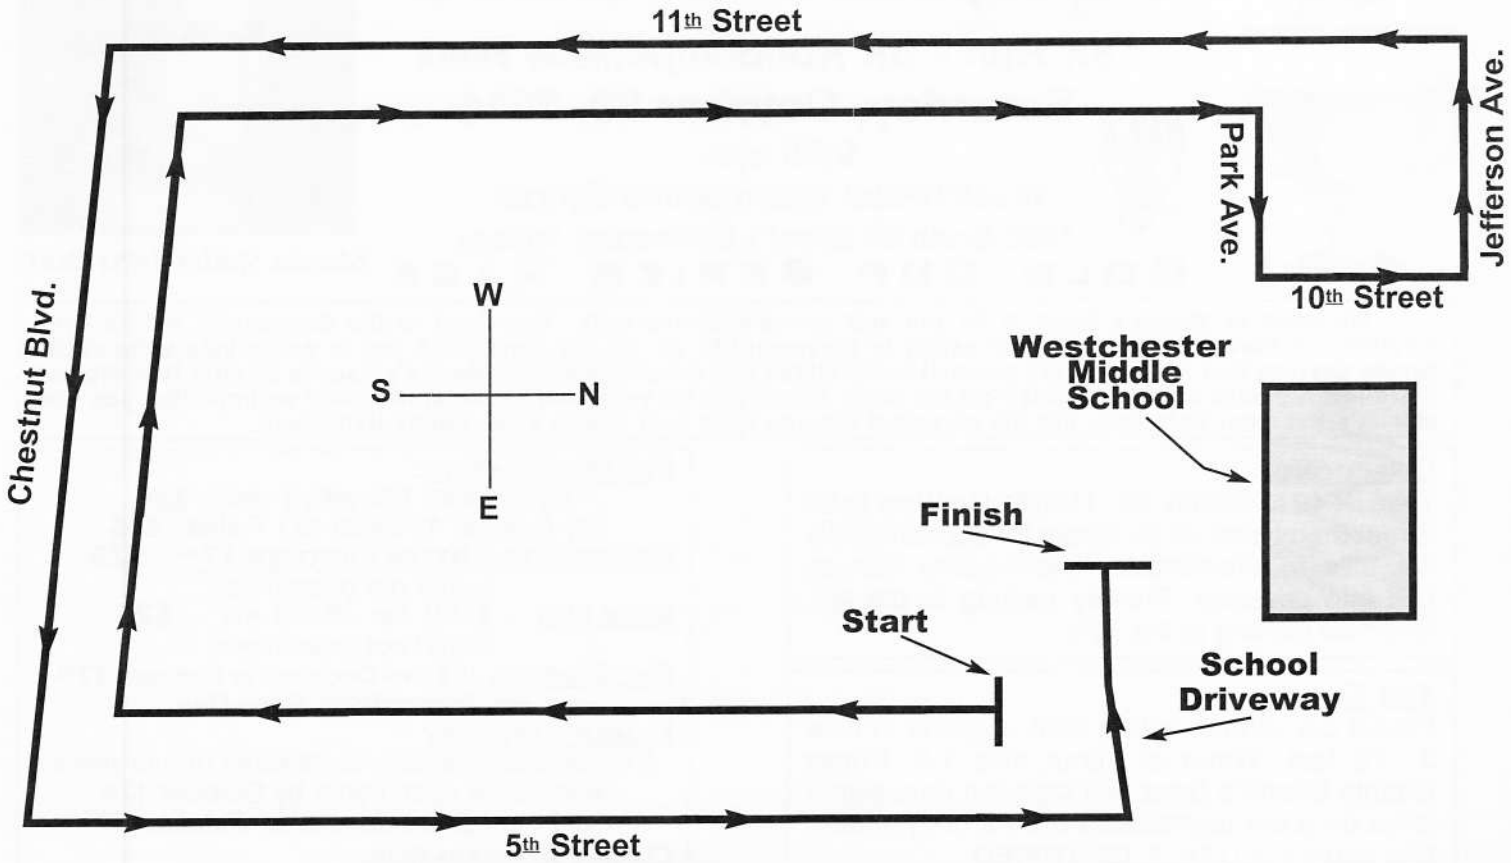 11th Street
Jefferson Ave.
Park Ave.
10th Street
Chestnut Blvd.
W
S
N
E
Westchester
Middle
School
Finish
Start
School
Driveway
5th Street